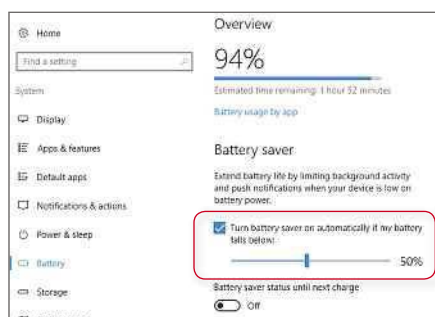 Home
Find a setting
System
Display
Apps & features
Default apps
Notifications & actions
Power & sleep
Battery
Storage
Overview
94%
Estimated time remaining: 1 hour 52 minutes
Battery usage by app
Battery saver
Extend battery life by limiting background activity
and push notifications when your device is low on
battery power.
Turn battery saver on automatically if my battery
falls below:
50%
Battery saver status until next charge
Off